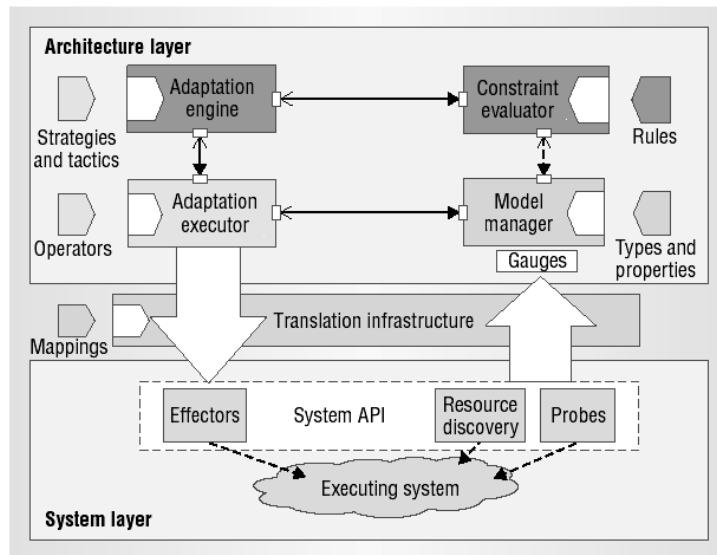 Architecture layer
Adaptation
engine
Constraint
evaluator
Strategies
and tactics
Rules
Adaptation
executor
Model
manager
Operators
Gauges
Types and
properties
Translation infrastructure
Mappings
Effectors
System API
Resource
discovery
Probes
Executing system
System layer